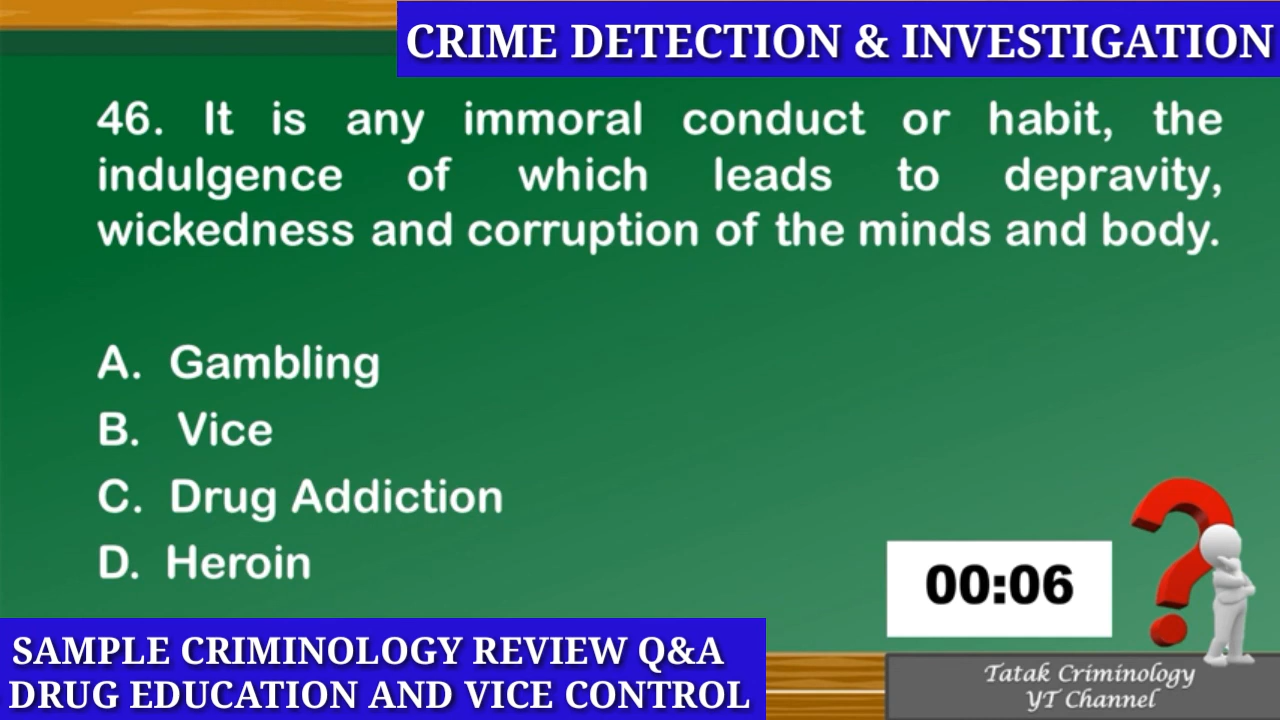 CRIME DETECTION & INVESTIGATION
46. It is any immoral conduct or habit, the
indulgence of which leads to depravity,
wickedness and corruption of the minds and body.
A. Gambling
B. Vice
C. Drug Addiction
D. Heroin
00:06
SAMPLE CRIMINOLOGY REVIEW Q&A
DRUG EDUCATION AND VICE CONTROL
Tatak Criminology
YT Channel